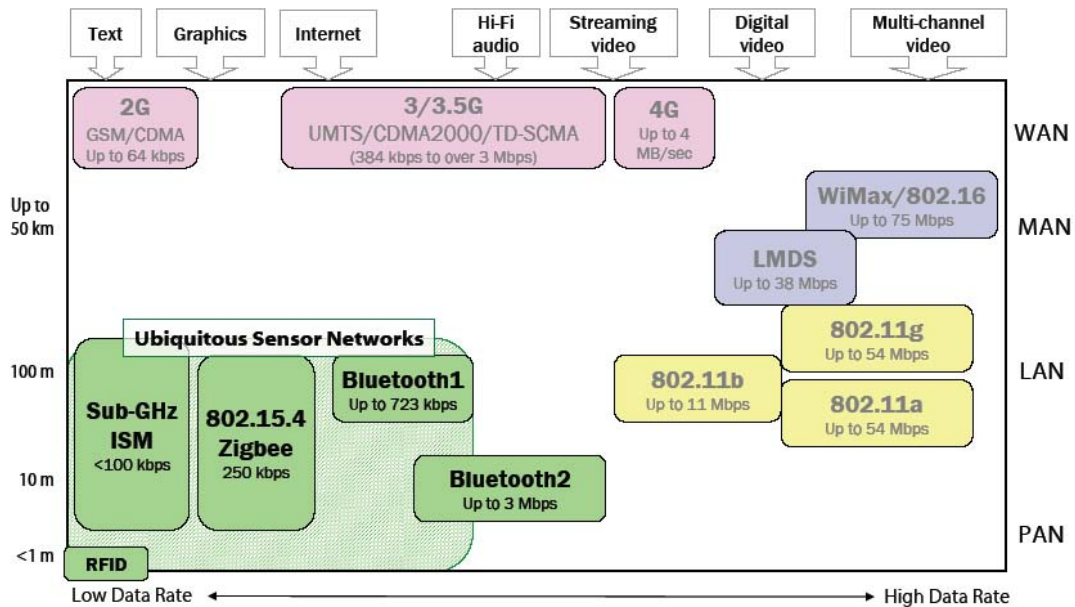 Text
Graphics
Internet
Hi-Fi
audio
Streaming
video
Digital
video
Multi-channel
video
2G
GSM/CDMA
Up to 64 kbps
3/3.5G
UMTS/CDMA2000/TD-SCMA
(384 kbps to over 3 Mbps)
4G
Up to 4
MB/sec
WAN
WiMax/802.16
Up to 75 Mbps
Up to
50 km
MAN
LMDS
Up to 38 Mbps
Ubiquitous Sensor Networks
802.11g
Up to 54 Mbps
100 m
LAN
Bluetooth1
Up to 723 kbps
802.11b
Up to 11 Mbps
802.11a
Up to 54 Mbps
Sub-GHz
ISM
<100 kbps
802.15.4
Zigbee
250 kbps
10 m
Bluetooth2
Up to 3 Mbps
PAN
<1 m
RFID
Low Data Rate
High Data Rate